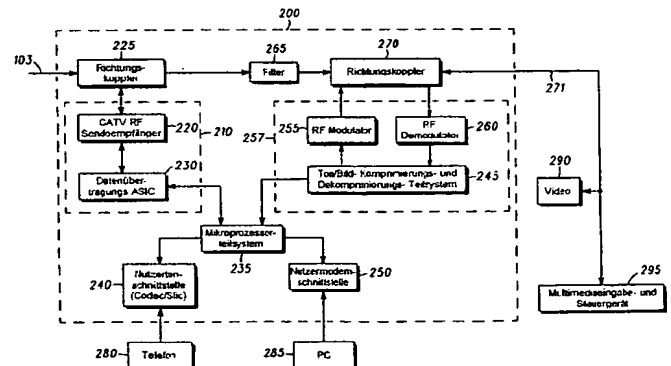 200
225
265
270
103
Richtungs-
koppler
Filter
Richtungskoppler
271
CATV RF
Sendoempfänger
220
210
257
255
RF Modulator
RF
Demodulator
260
230
Datenüber-
tragungs ASIC
Ton/Bild- Komprimierungs- und
Dekomprimierungs- Teilsystem
245
290
Video
Mikroprozessor-
teilsystem
235
240
Nutzerten-
schnittstelle
(Codec/Slic)
Netzermodem-
schnittstelle
250
295
Multimediaeingabe- und
Steuergerät
280
Telefon
285
PC